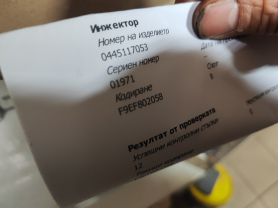 Инжектор
Номер на изделието
0445117053
Сериен номер
01971
Кодиране
F9EF802058
Резултат от проверката
Успешни контролни стъпки
12